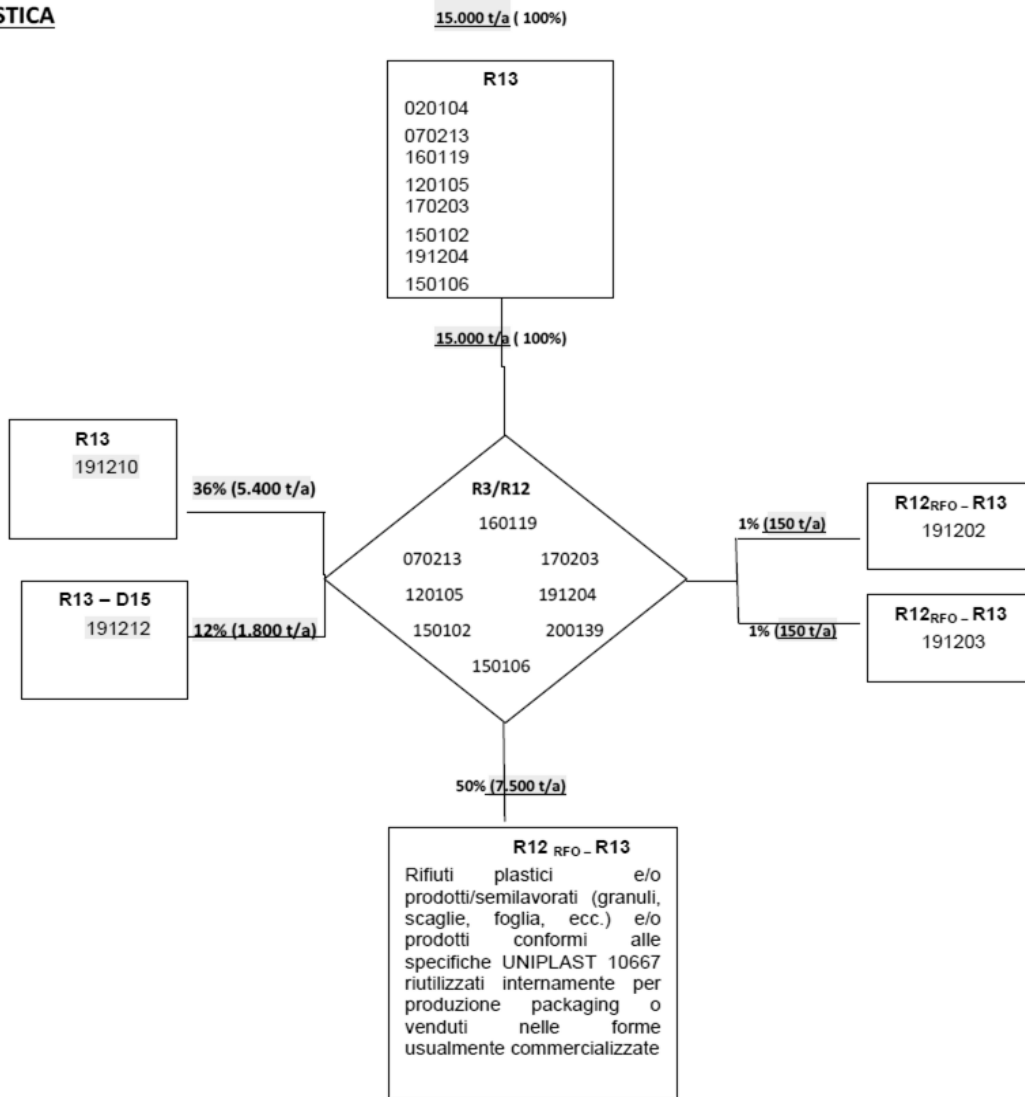 STICA
15.000 t/a ( 100%)
R13
020104
070213
160119
120105
170203
150102
191204
150106
15.000 t/a ( 100%)
R13
191210
36% (5.400 t/a)
R13 – D15
191212
12% (1.800 t/a)
R3/R12
160119
070213 170203
120105 191204
150102 200139
150106
1% (150 t/a)
R12RFO – R13
191202
1% (150 t/a)
R12RFO – R13
191203
50% (7.500 t/a)
R12 RFO – R13
Rifiuti plastici e/o
prodotti/semilavorati (granuli,
scaglie, foglia, ecc.) e/o
prodotti conformi alle
specifiche UNIPLAST 10667
riutilizzati internamente per
produzione packaging o
venduti nelle forme
usualmente commercializzate